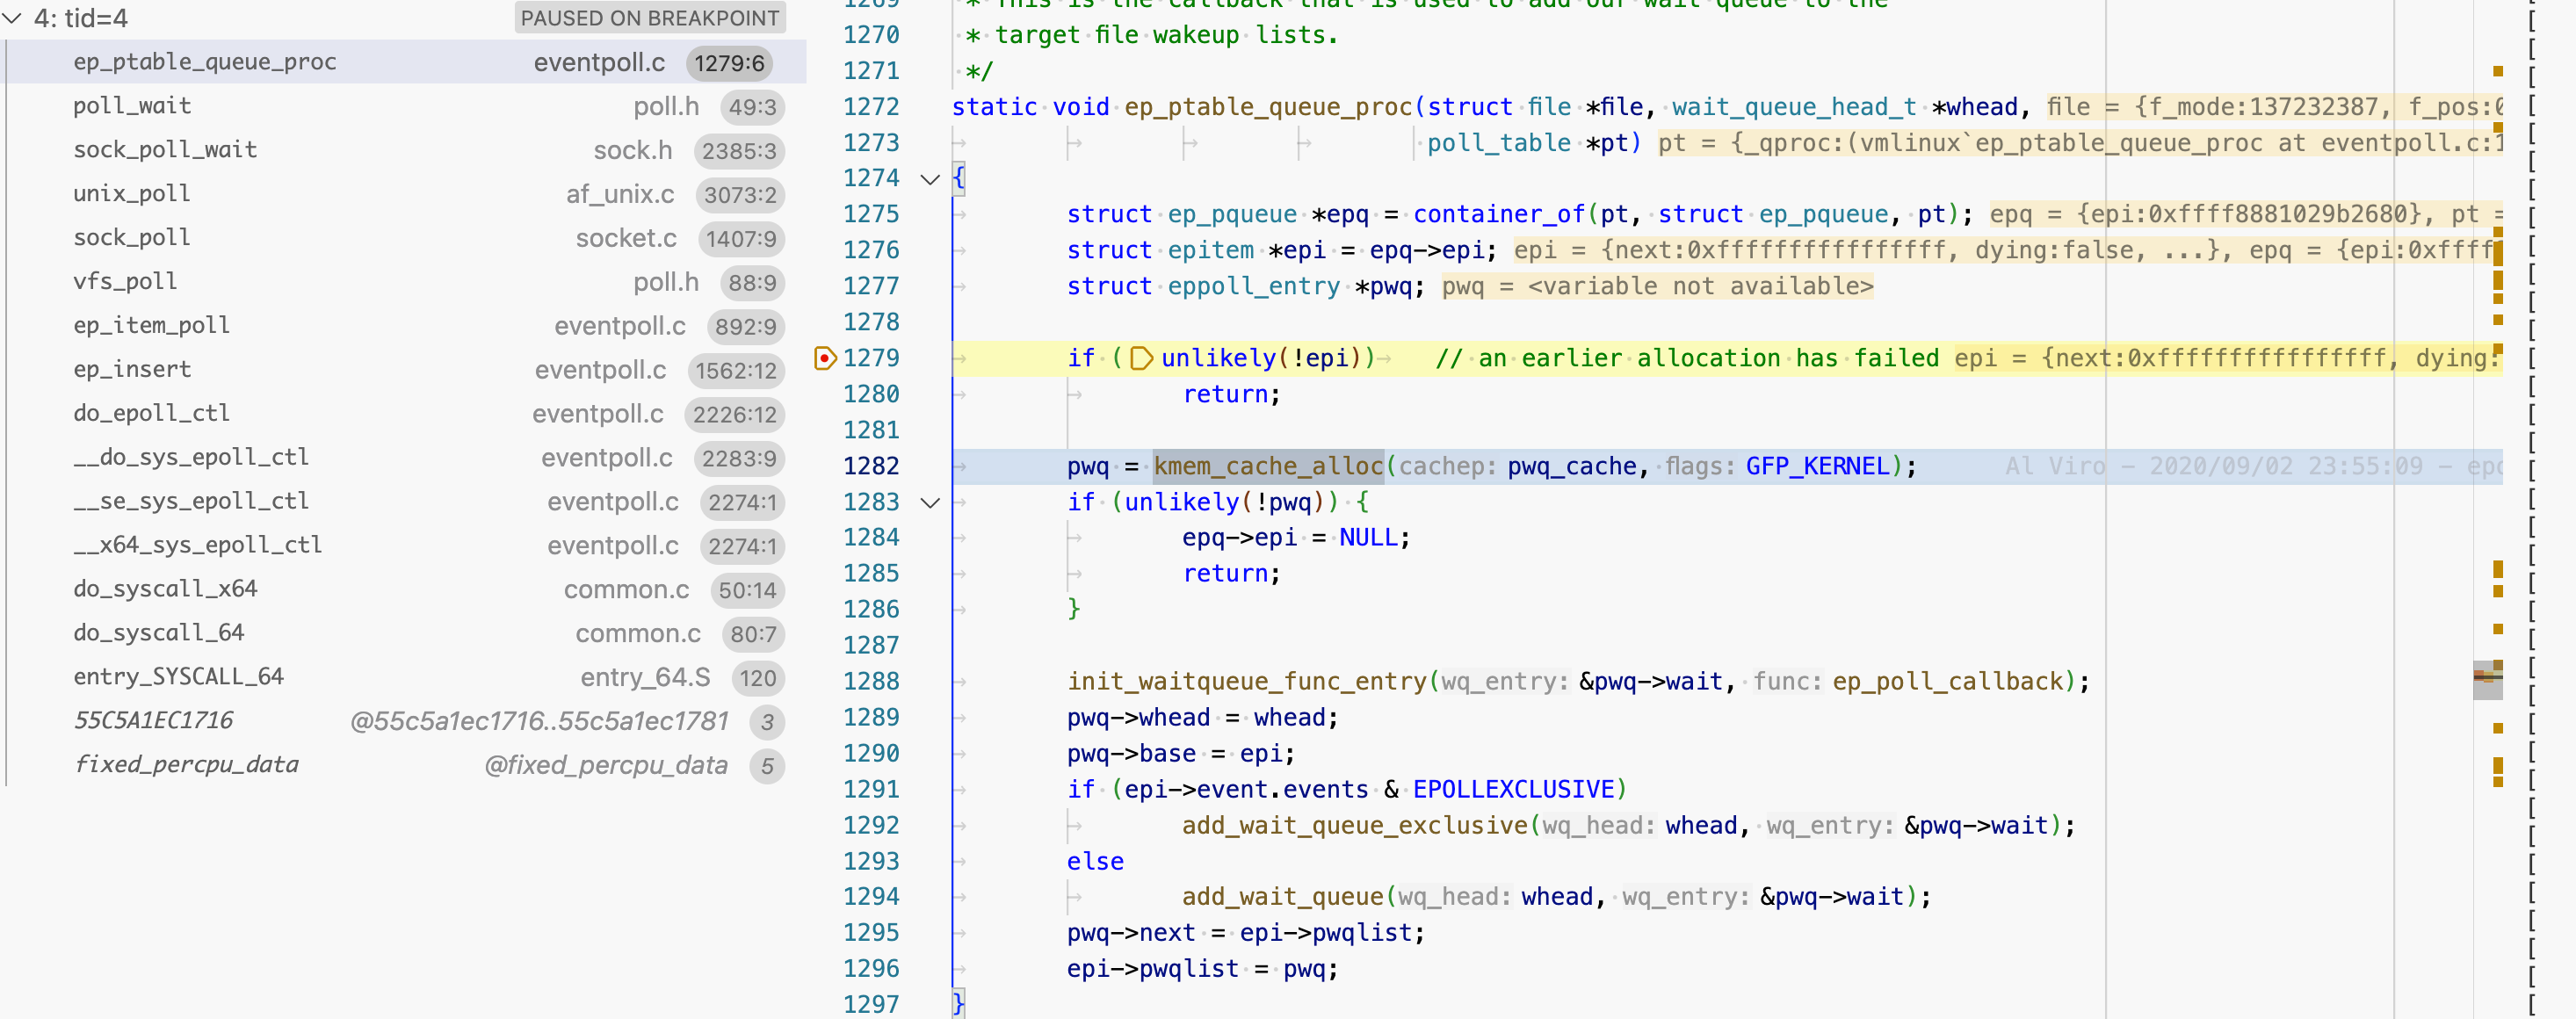 4: tid=4 PAUSED ON BREAKPOINT
ep_ptable_queue_proc eventpoll.c 1279:6
poll_wait poll.h 49:3
sock_poll_wait sock.h 2385:3
unix_poll af_unix.c 3073:2
sock_poll socket.c 1407:9
vfs_poll poll.h 88:9
ep_item_poll eventpoll.c 892:9
ep_insert eventpoll.c 1562:12
do_epoll_ctl eventpoll.c 2226:12
__do_sys_epoll_ctl eventpoll.c 2283:9
__se_sys_epoll_ctl eventpoll.c 2274:1
__x64_sys_epoll_ctl eventpoll.c 2274:1
do_syscall_x64 common.c 50:14
do_syscall_64 common.c 80:7
entry_SYSCALL_64 entry_64.S 120
55C5A1EC1716 @55c5a1ec1716..55c5a1ec1781 3
fixed_percpu_data @fixed_percpu_data 5
1269 * This is the callback that is used to add our wait queue to the
1270 * target file wakeup lists.
1271 */
1272 static void ep_ptable_queue_proc(struct file *file, wait_queue_head_t *whead, file = {f_mode:137232387, f_pos:0
1273 poll_table *pt) pt = {_qproc:(vmlinux`ep_ptable_queue_proc at eventpoll.c:1
1274 {
1275 struct ep_pqueue *epq = container_of(pt, struct ep_pqueue, pt); epq = {epi:0xffff8881029b2680}, pt =
1276 struct epitem *epi = epq->epi; epi = {next:0xffffffffffffffff, dying:false, ...}, epq = {epi:0xffff
1277 struct eppoll_entry *pwq; pwq = <variable not available>
1278
1279 if (unlikely(!epi)) // an earlier allocation has failed epi = {next:0xffffffffffffffff, dying:
1280 return;
1281
1282 pwq = kmem_cache_alloc(cachep: pwq_cache, flags: GFP_KERNEL); Al Viro – 2020/09/02 23:55:09 – epo
1283 if (unlikely(!pwq)) {
1284 epq->epi = NULL;
1285 return;
1286 }
1287
1288 init_waitqueue_func_entry(wq_entry: &pwq->wait, func: ep_poll_callback);
1289 pwq->whead = whead;
1290 pwq->base = epi;
1291 if (epi->event.events & EPOLLEXCLUSIVE)
1292 add_wait_queue_exclusive(wq_head: whead, wq_entry: &pwq->wait);
1293 else
1294 add_wait_queue(wq_head: whead, wq_entry: &pwq->wait);
1295 pwq->next = epi->pwqlist;
1296 epi->pwqlist = pwq;
1297 }